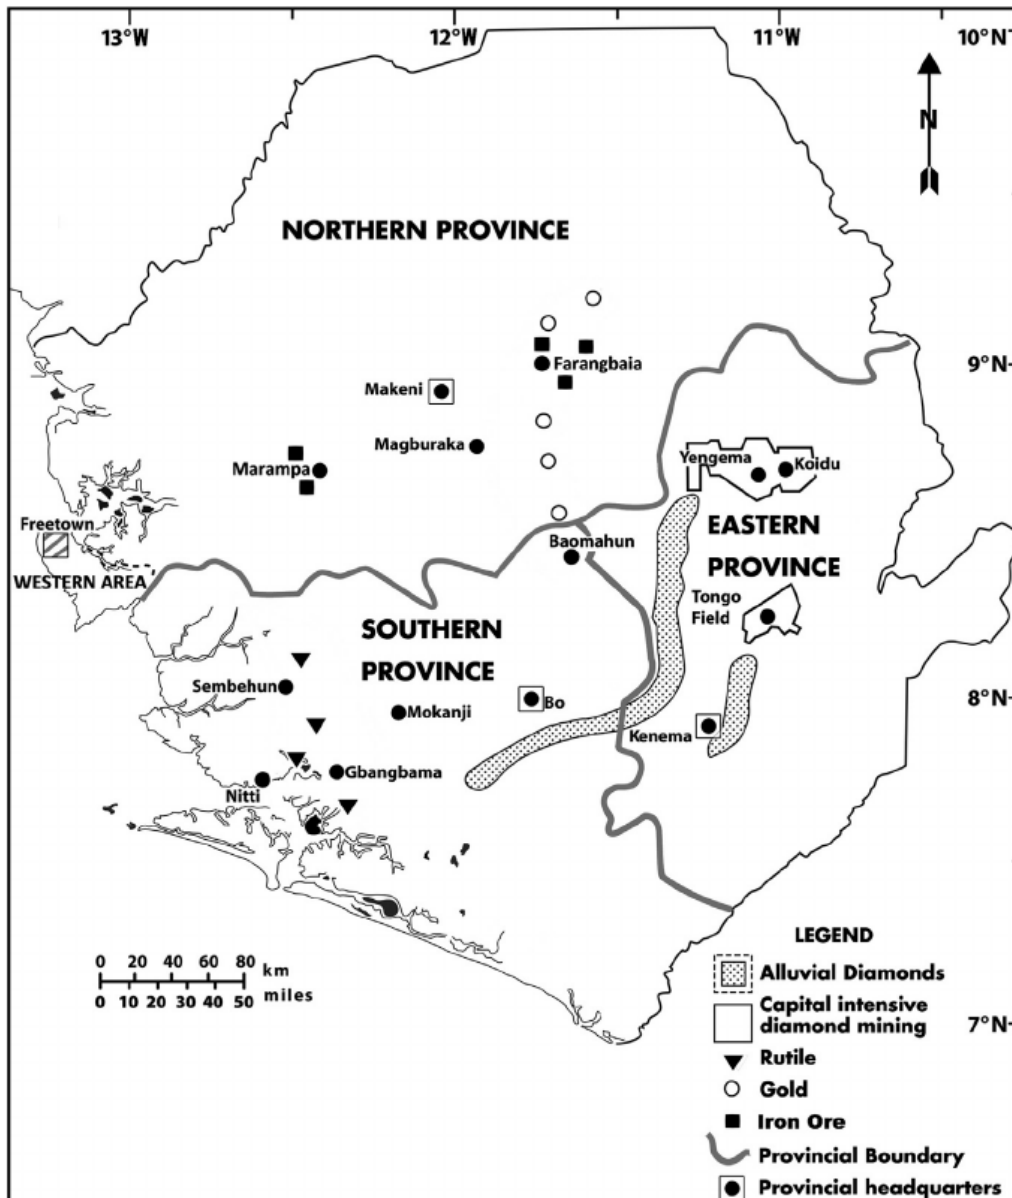 13°W
12°W
11°W
10°N
N
NORTHERN PROVINCE
Farangbaia
9°N
Makeni
Magburaka
Marampa
Yengema
Koidu
Freetown
EASTERN
PROVINCE
Baomahun
WESTERN AREA
Tongo
Field
SOUTHERN
PROVINCE
Sembehun
Bo
8°N
Mokanji
Kenema
Gbangbama
Nitti
LEGEND
0 20 40 60 80 km
0 10 20 30 40 50 miles
Alluvial Diamonds
Capital intensive
diamond mining
7°N
Rutile
Gold
Iron Ore
Provincial Boundary
Provincial headquarters